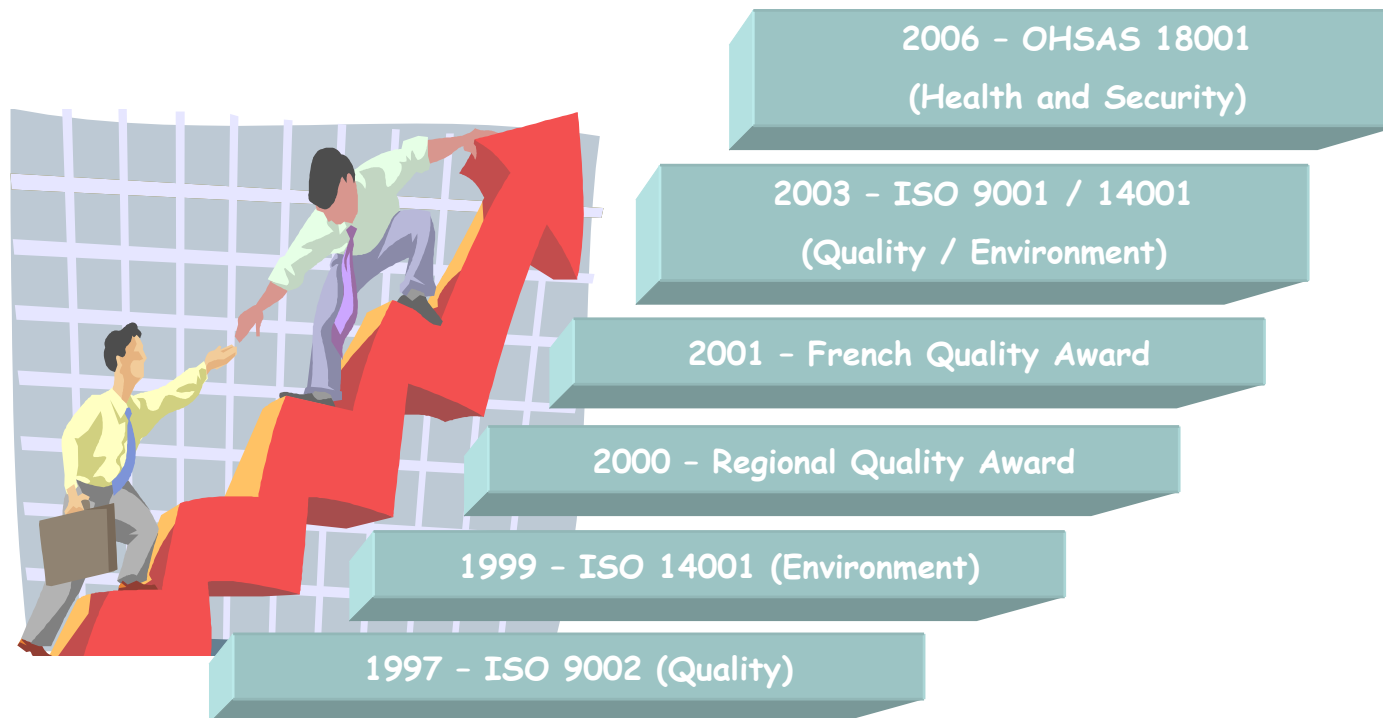 2006 – OHSAS 18001
(Health and Security)
2003 – ISO 9001 / 14001
(Quality / Environment)
2001 – French Quality Award
2000 – Regional Quality Award
1999 – ISO 14001 (Environment)
1997 – ISO 9002 (Quality)